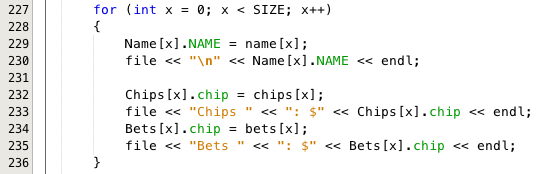 227 for (int x = 0; x < SIZE; x++)
228 {
229 Name[x].NAME = name[x];
230 file << "\n" << Name[x].NAME << endl;
231
232 Chips[x].chip = chips[x];
233 file << "Chips " << ": $" << Chips[x].chip << endl;
234 Bets[x].chip = bets[x];
235 file << "Bets " << ": $" << Bets[x].chip << endl;
236 }